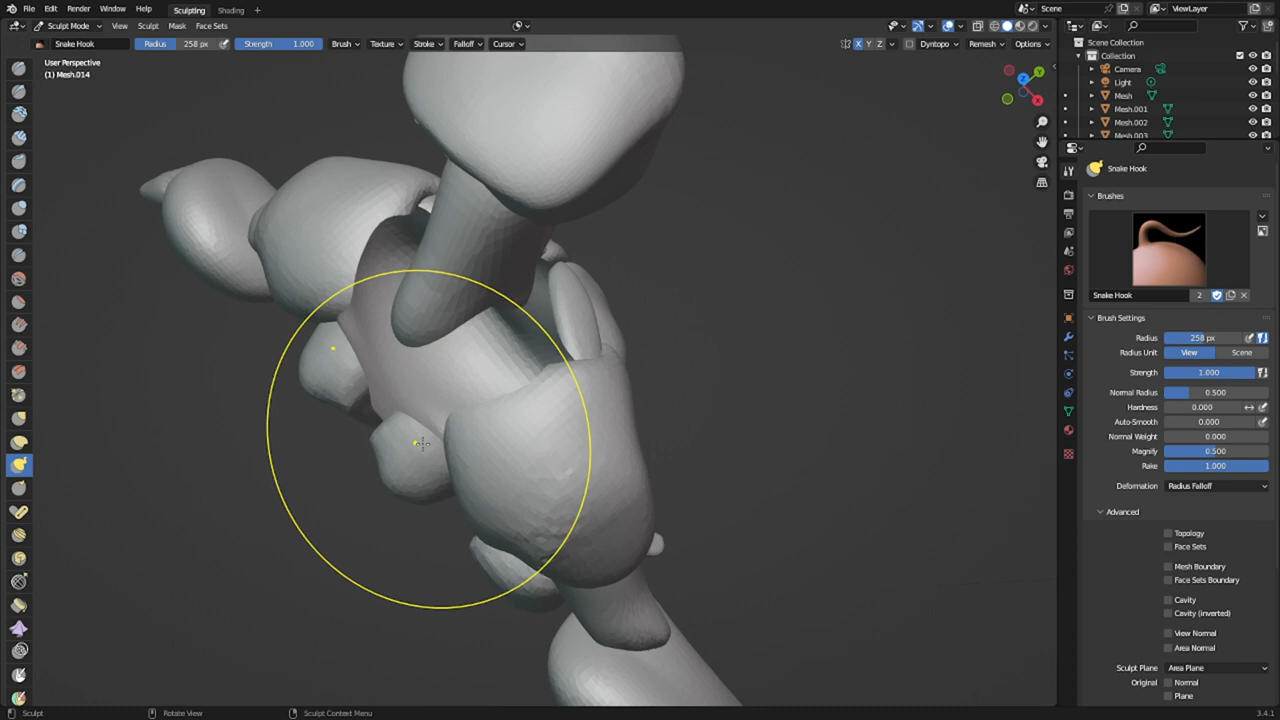 File Edit Render Window Help Sculpting Shading + Scene ViewLayer
Sculpt Mode View Sculpt Mask Face Sets
Snake Hook Radius 258 px Strength 1.000 Brush Texture Stroke Falloff Cursor X Y Z Dyntopo Remesh Options
User Perspective
(1) Mesh.014
Z
Y
X
Scene Collection
Collection
Camera
Light
Mesh
Mesh.001
Mesh.002
Mesh.003
Snake Hook
Brushes
Snake Hook 2
Brush Settings
Radius 258 px
Radius Unit View Scene
Strength 1.000
Normal Radius 0.500
Hardness 0.000
Auto-Smooth 0.000
Normal Weight 0.000
Magnify 0.500
Rake 1.000
Deformation Radius Falloff
Advanced
Topology
Face Sets
Mesh Boundary
Face Sets Boundary
Cavity
Cavity (inverted)
View Normal
Area Normal
Sculpt Plane Area Plane
Original Normal
Plane
Sculpt Rotate View Sculpt Context Menu 3.4.1